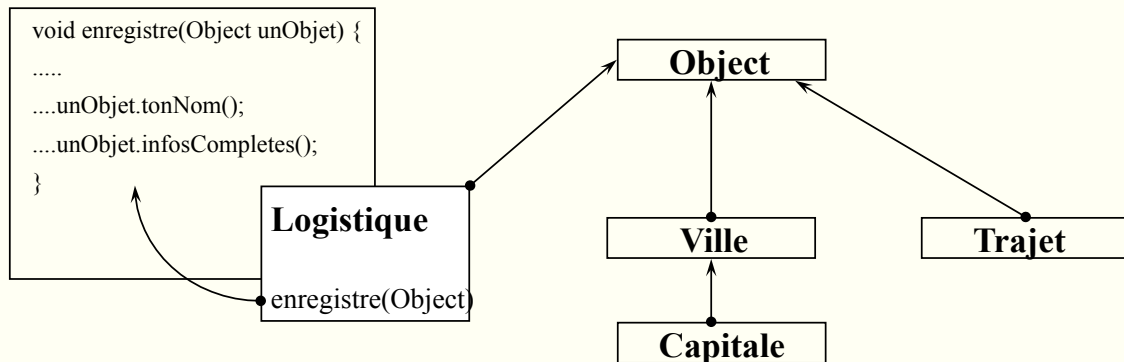 void enregistre(Object unObjet) {
.....
....unObjet.tonNom();
....unObjet.infosCompletes();
}
Logistique
enregistre(Object)
Object
Ville
Trajet
Capitale